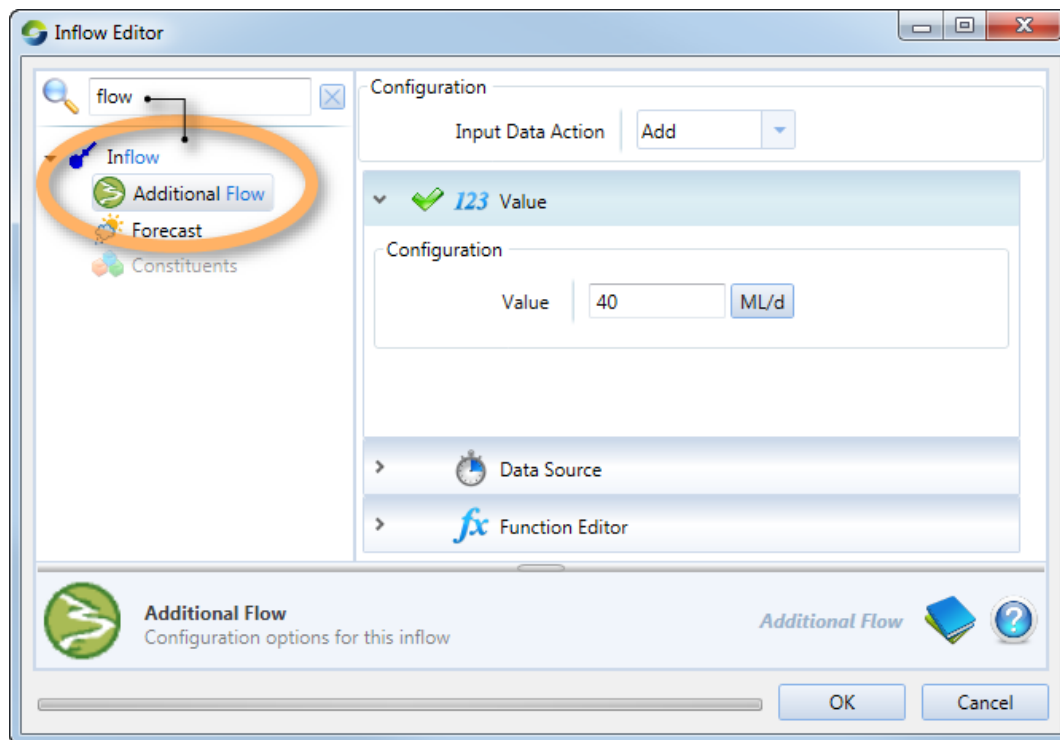 Inflow Editor
flow
Inflow
Additional Flow
Forecast
Constituents
Configuration
Input Data Action
Add
123 Value
Configuration
Value
40
ML/d
Data Source
fx Function Editor
Additional Flow
Configuration options for this inflow
Additional Flow
?
OK
Cancel